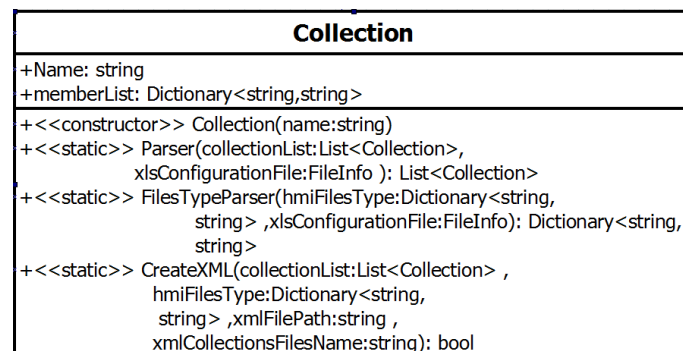 Collection
+Name: string
+memberList: Dictionary<string,string>
+<<constructor>> Collection(name:string)
+<<static>> Parser(collectionList:List<Collection>,
xlsConfigurationFile:FileInfo ): List<Collection>
+<<static>> FilesTypeParser(hmiFilesType:Dictionary<string,
string> ,xlsConfigurationFile:FileInfo): Dictionary<string,
string>
+<<static>> CreateXML(collectionList:List<Collection> ,
hmiFilesType:Dictionary<string,
string> ,xmlFilePath:string ,
xmlCollectionsFilesName:string): bool